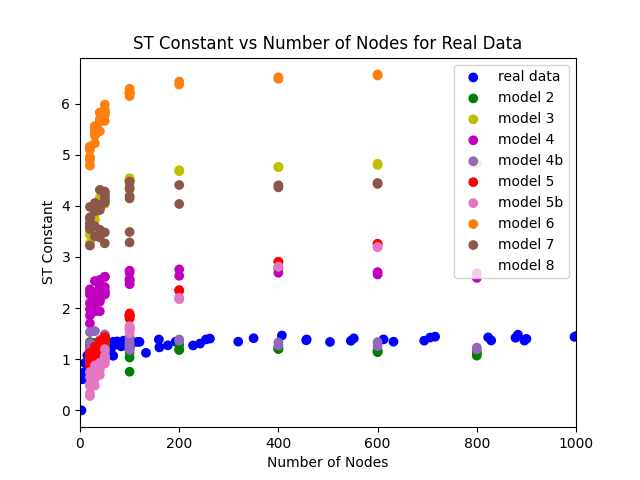 ST Constant vs Number of Nodes for Real Data
real data
model 2
model 3
model 4
model 4b
model 5
model 5b
model 6
model 7
model 8
ST Constant
6
5
4
3
2
1
0
0 200 400 600 800 1000
Number of Nodes